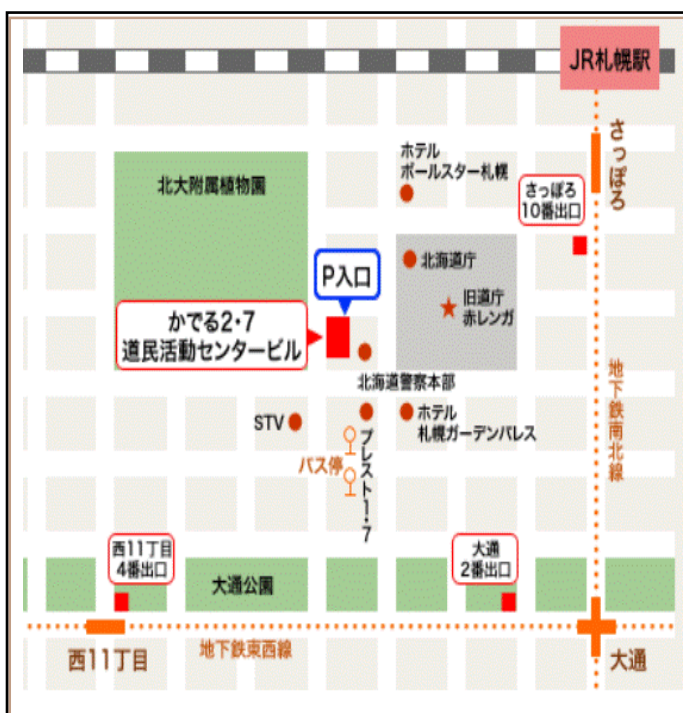 JR札幌駅
さっぽろ
ホテル
ポールスター札幌
北大附属植物園
さっぽろ
10番出口
北海道庁
P入口
旧道庁
赤レンガ
かでる2・7
道民活動センタービル
北海道警察本部
地下鉄南北線
STV
ホテル
札幌ガーデンパレス
プレスト1・7
バス停
西11丁目
4番出口
大通
2番出口
大通公園
地下鉄東西線
西11丁目
大通